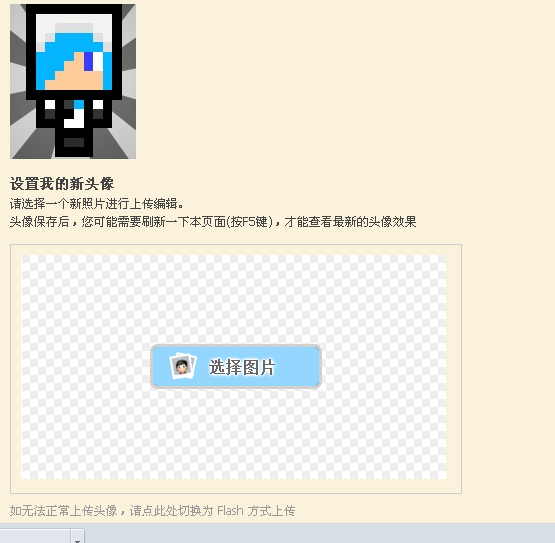 设置我的新头像
请选择一个新照片进行上传编辑。
头像保存后，您可能需要刷新一下本页面(按F5键)，才能查看最新的头像效果
选择图片
如无法正常上传头像，请点此处切换为 Flash 方式上传